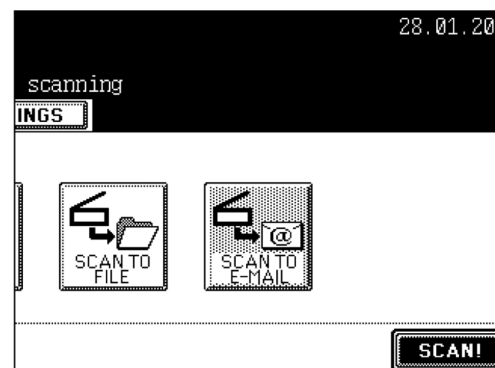 28.01.20
scanning
INGS
SCAN TO
FILE
SCAN TO
E-MAIL
@
SCAN!